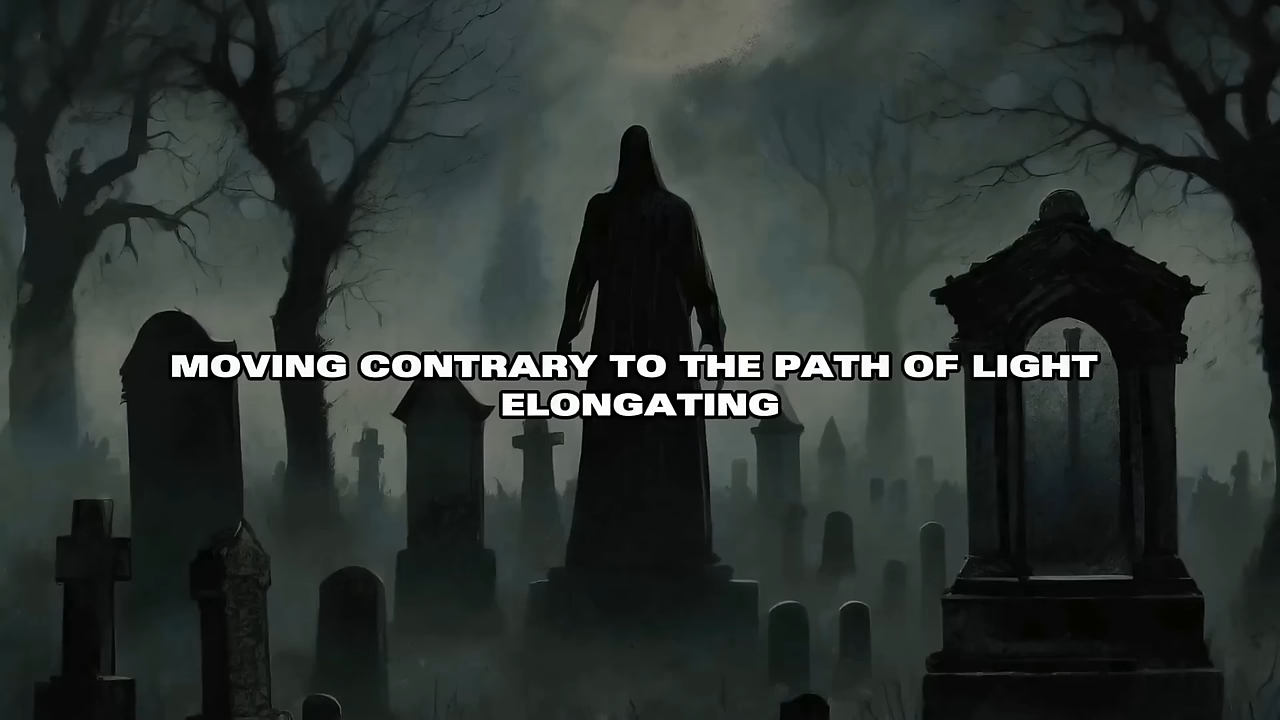 MOVING CONTRARY TO THE PATH OF LIGHT
ELONGATING